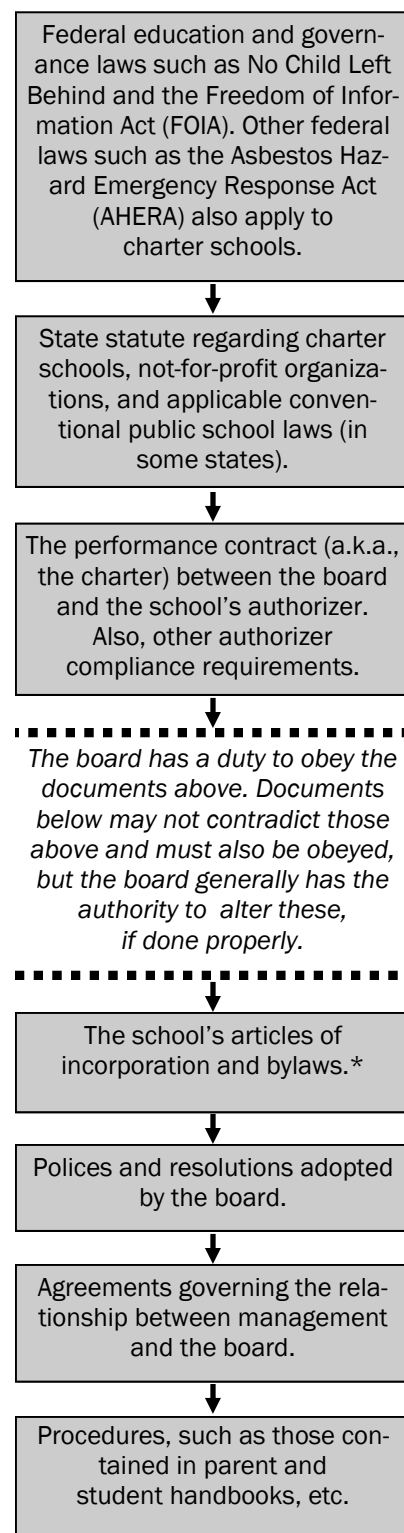 Federal education and govern-
ance laws such as No Child Left
Behind and the Freedom of Infor-
mation Act (FOIA). Other federal
laws such as the Asbestos Haz-
ard Emergency Response Act
(AHERA) also apply to
charter schools.
State statute regarding charter
schools, not-for-profit organiza-
tions, and applicable conven-
tional public school laws (in
some states).
The performance contract (a.k.a.,
the charter) between the board
and the school’s authorizer.
Also, other authorizer
compliance requirements.
The board has a duty to obey the
documents above. Documents
below may not contradict those
above and must also be obeyed,
but the board generally has the
authority to alter these,
if done properly.
The school’s articles of
incorporation and bylaws.*
Polices and resolutions adopted
by the board.
Agreements governing the rela-
tionship between management
and the board.
Procedures, such as those con-
tained in parent and
student handbooks, etc.